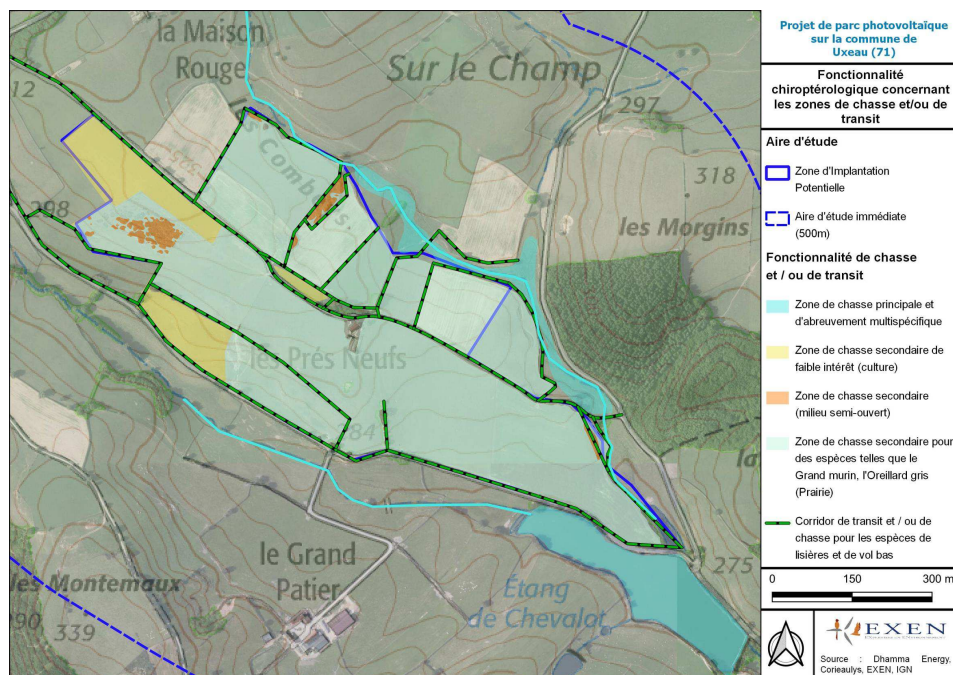 la Maison
Rouge
Sur le Champ
297
12
318
les Combes
298
les Morgins
les Prés Neufs
284
la
le Grand
Patier
Étang
de Chevalot
275
les Montemaux
290
339
Projet de parc photovoltaïque
sur la commune de
Uxeau (71)
Fonctionnalité
chiroptérologique concernant
les zones de chasse et/ou de
transit
Aire d'étude
Zone d'Implantation
Potentielle
Aire d'étude immédiate
(500m)
Fonctionnalité de chasse
et / ou de transit
Zone de chasse principale et
d'abreuvement multispécifique
Zone de chasse secondaire de
faible intérêt (culture)
Zone de chasse secondaire
(milieu semi-ouvert)
Zone de chasse secondaire pour
des espèces telles que le
Grand murin, l'Oreillard gris
(Prairie)
Corridor de transit et / ou de
chasse pour les espèces de
lisières et de vol bas
0 150 300 m
EXEN
Source : Dhamma Energy,
Corieaulys, EXEN, IGN